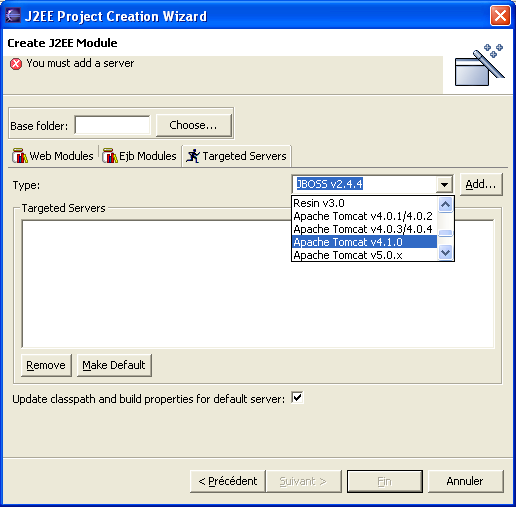 J2EE Project Creation Wizard
Create J2EE Module
You must add a server
Base folder: Choose...
Web Modules Ejb Modules Targeted Servers
Type: JBOSS v2.4.4 Add...
Resin v3.0
Apache Tomcat v4.0.1/4.0.2
Apache Tomcat v4.0.3/4.0.4
Apache Tomcat v4.1.0
Apache Tomcat v5.0.x
Targeted Servers
Remove Make Default
Update classpath and build properties for default server:
< Précédent Suivant > Fin Annuler